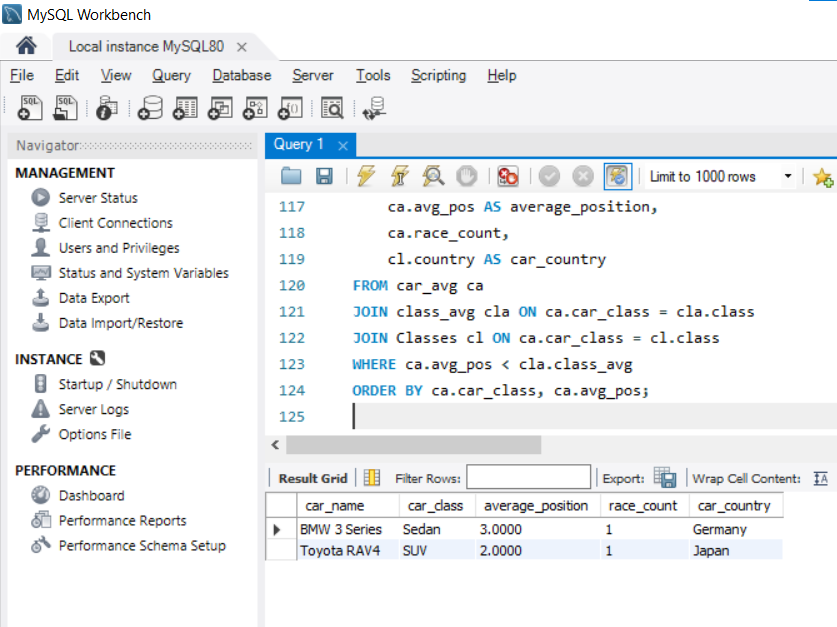 MySQL Workbench
Local instance MySQL80
File Edit View Query Database Server Tools Scripting Help
SQL SQL
Navigator
MANAGEMENT
Server Status
Client Connections
Users and Privileges
Status and System Variables
Data Export
Data Import/Restore
INSTANCE
Startup / Shutdown
Server Logs
Options File
PERFORMANCE
Dashboard
Performance Reports
Performance Schema Setup
Query 1
Limit to 1000 rows
117 ca.avg_pos AS average_position,
118 ca.race_count,
119 cl.country AS car_country
120 FROM car_avg ca
121 JOIN class_avg cla ON ca.car_class = cla.class
122 JOIN Classes cl ON ca.car_class = cl.class
123 WHERE ca.avg_pos < cla.class_avg
124 ORDER BY ca.car_class, ca.avg_pos;
125
Result Grid Filter Rows: Export: Wrap Cell Content:
car_name car_class average_position race_count car_country
BMW 3 Series Sedan 3.0000 1 Germany
Toyota RAV4 SUV 2.0000 1 Japan